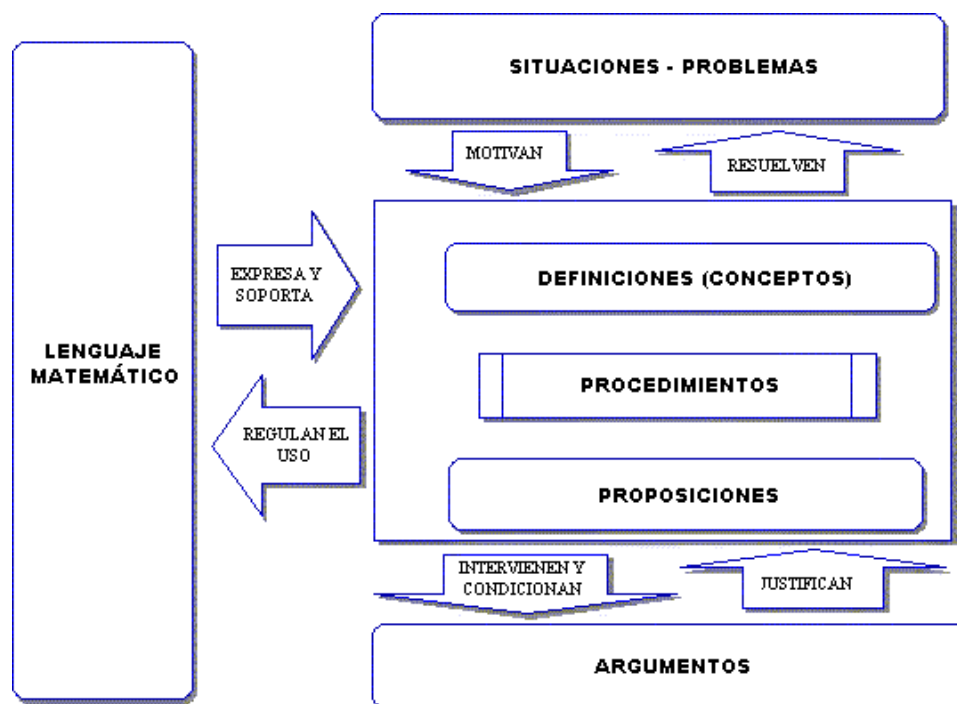 SITUACIONES - PROBLEMAS
MOTIVAN
RESUELVEN
EXPRESA Y
SOPORTA
DEFINICIONES (CONCEPTOS)
LENGUAJE
MATEMÁTICO
PROCEDIMIENTOS
REGULAN EL
USO
PROPOSICIONES
INTERVIENEN Y
CONDICIONAN
JUSTIFICAN
ARGUMENTOS